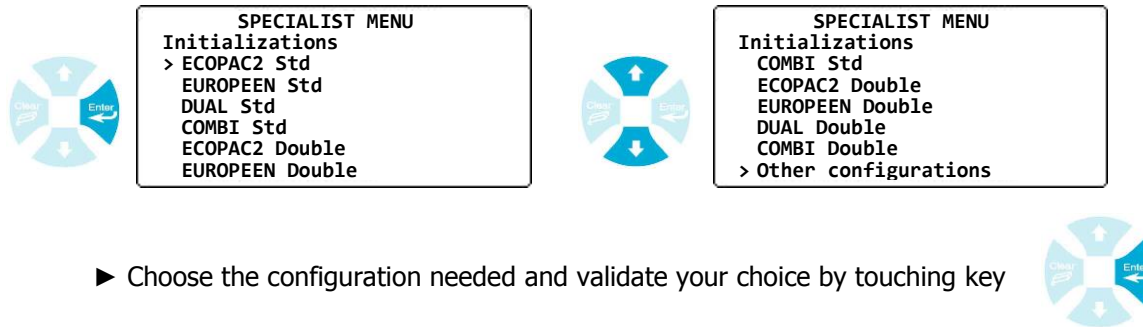 SPECIALIST MENU
Initializations
> ECOPAC2 Std
EUROPEEN Std
DUAL Std
COMBI Std
ECOPAC2 Double
EUROPEEN Double
Clear
Enter
SPECIALIST MENU
Initializations
COMBI Std
ECOPAC2 Double
EUROPEEN Double
DUAL Double
COMBI Double
> Other configurations
Clear
Enter
► Choose the configuration needed and validate your choice by touching key
Clear
Enter